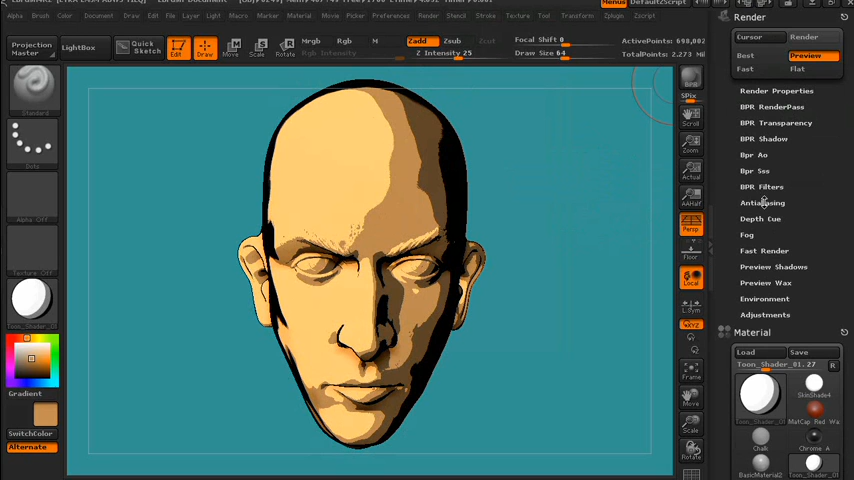 Menus DefaultZScript
Alpha Brush Color Document Draw Edit File Layer Light Macro Marker Material Movie Picker Preferences Render Stencil Stroke Texture Tool Transform Zplugin Zscript
Projection
Master
LightBox
Quick
Sketch
Edit
Draw
Move
Scale
Rotate
Mrgb Rgb M
Rgb Intensity
Zadd Zsub
Z Intensity 25
Focal Shift 0
Draw Size 64
ActivePoints: 698,002
TotalPoints: 2.273 Mil
Standard
Dots
Alpha Off
Texture Off
Toon_Shader_01
Gradient
SwitchColor
Alternate
BPR
SPix
Scroll
Zoom
Actual
AAHalf
Persp
Floor
Local
L.Sym
XYZ
Frame
Move
Scale
Rotate
Render
Cursor Render
Best Preview
Fast Flat
Render Properties
BPR RenderPass
BPR Transparency
BPR Shadow
Bpr Ao
Bpr Sss
BPR Filters
Antialiasing
Depth Cue
Fog
Fast Render
Preview Shadows
Preview Wax
Environment
Adjustments
Material
Load Save
Toon_Shader_01. 27 R
Toon_Shader_01
SkinShade4
MatCap Red Wa
Chalk
Chrome A
BasicMaterial2
Toon_Shader_01